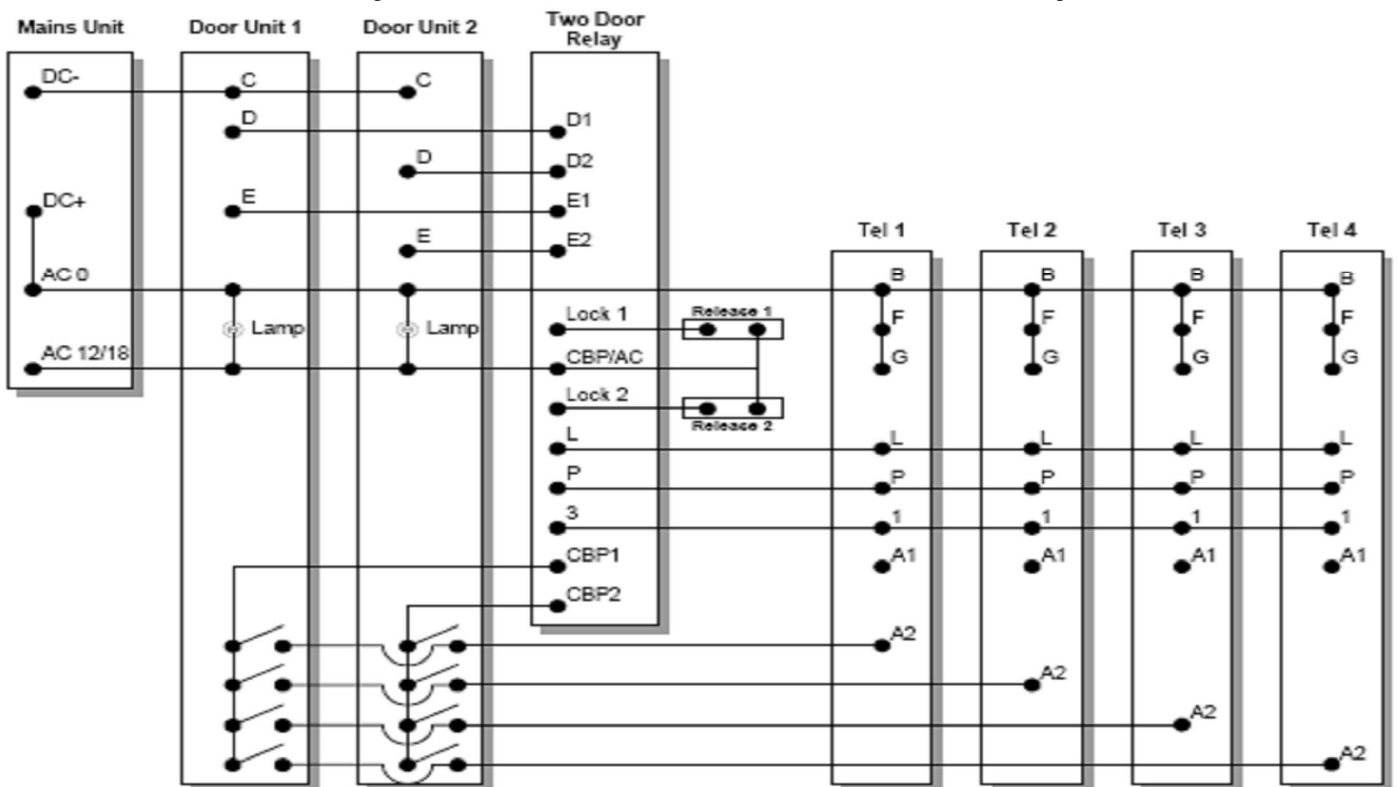 Mains Unit
Door Unit 1
Door Unit 2
Two Door
Relay
DC-
C
C
D
D1
D
D2
DC+
E
E1
E
E2
Tel 1
Tel 2
Tel 3
Tel 4
AC 0
B
B
B
B
Lamp
Lamp
Lock 1
Release 1
F
F
F
F
AC 12/18
CBP/AC
G
G
G
G
Lock 2
Release 2
L
L
L
L
L
P
P
P
P
P
3
1
1
1
1
CBP1
A1
A1
A1
A1
CBP2
A2
A2
A2
A2